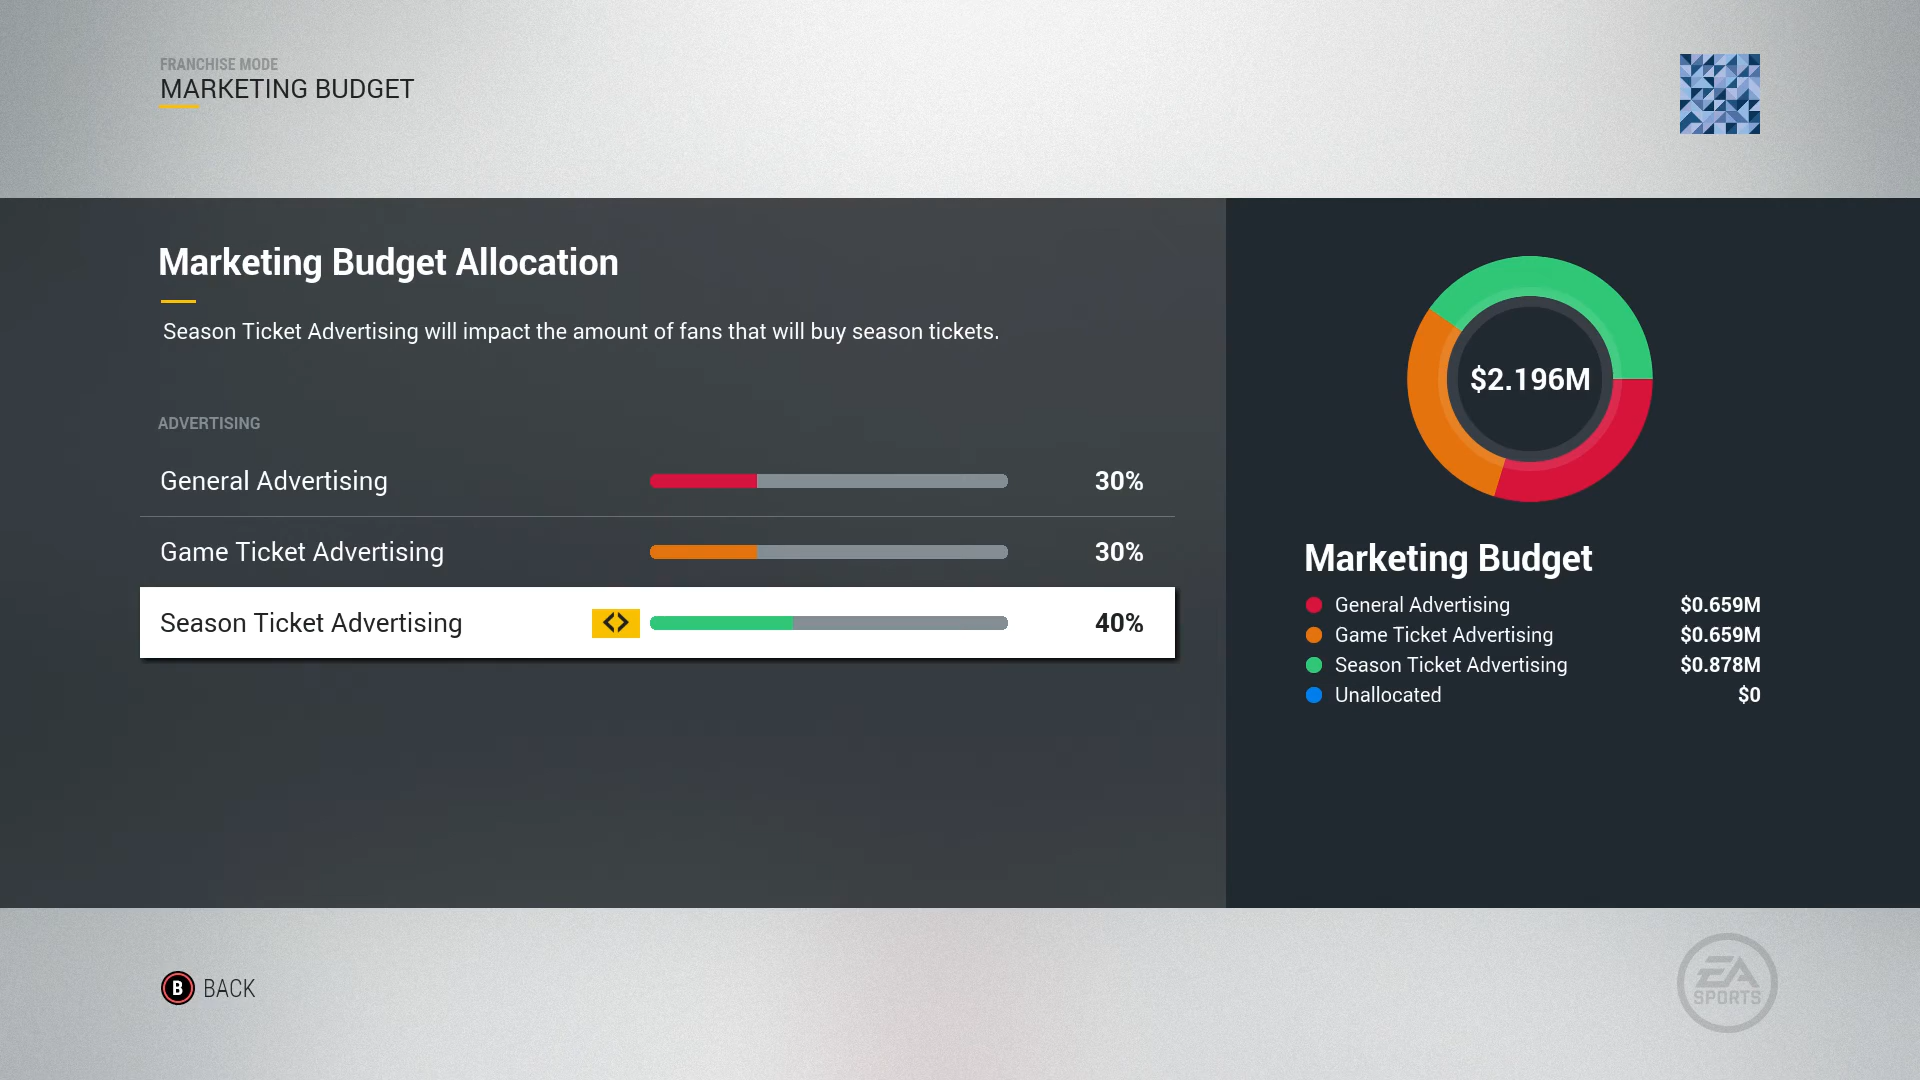 FRANCHISE MODE
MARKETING BUDGET
Marketing Budget Allocation
Season Ticket Advertising will impact the amount of fans that will buy season tickets.
ADVERTISING
General Advertising 30%
Game Ticket Advertising 30%
Season Ticket Advertising 40%
$2.196M
Marketing Budget
General Advertising $0.659M
Game Ticket Advertising $0.659M
Season Ticket Advertising $0.878M
Unallocated $0
B BACK
EA
SPORTS